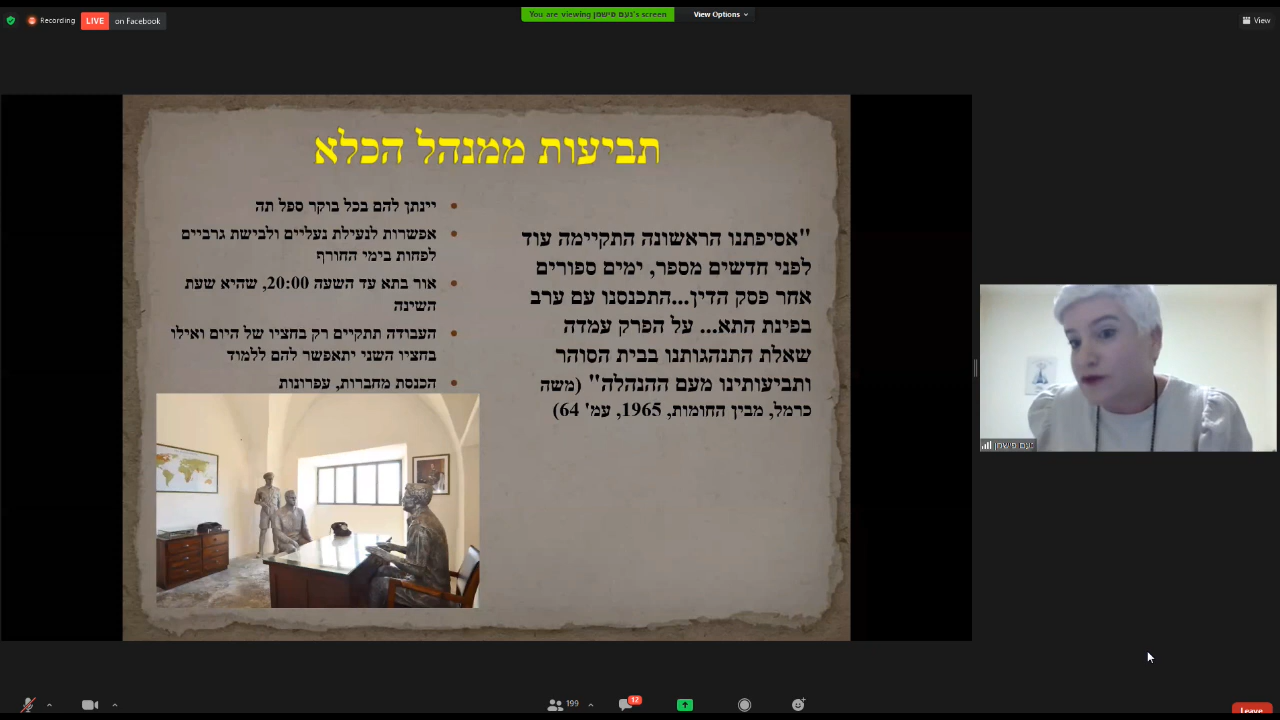 Recording
LIVE on Facebook
You are viewing נעם פישמן's screen
View Options
View
תביעות ממנהל הכלא
"אסיפתנו הראשונה התקיימה עוד
לפני חדשים מספר, ימים ספורים
אחר פסק הדין...התכנסנו עם ערב
בפינת התא... על הפרק עמדה
שאלת התנהגותנו בבית הסוהר
ותביעותינו מעם ההנהלה" (משה
כרמל, מבין החומות, 1965, עמ' 64)
יינתן להם בכל בוקר ספל תה
אפשרות לנעילת נעליים ולבישת גרביים
לפחות בימי החורף
אור בתא עד השעה 20:00, שהיא שעת
השינה
העבודה תתקיים רק בחציו של היום ואילו
בחציו השני יתאפשר להם ללמוד
הכנסת מחברות, עפרונות
נעם פישמן
199
12
Leave